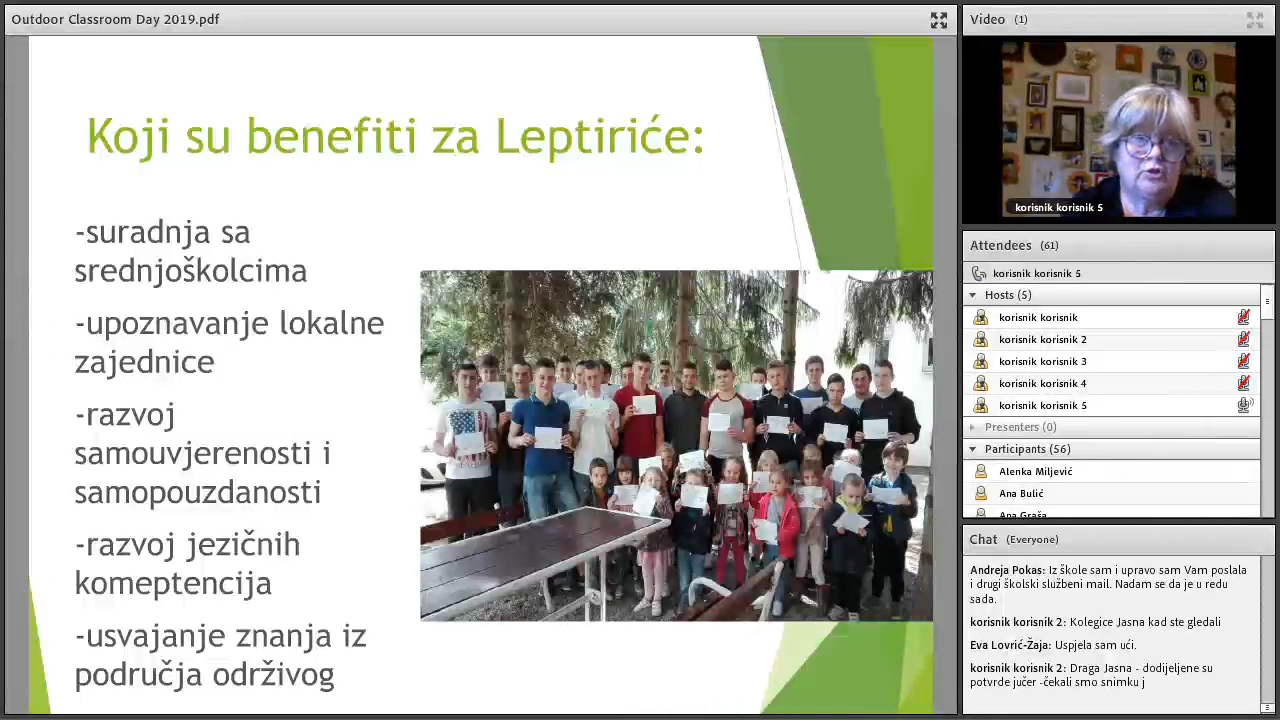 Outdoor Classroom Day 2019.pdf
Koji su benefiti za Leptiriće:
-suradnja sa
srednjoškolcima
-upoznavanje lokalne
zajednice
-razvoj
samouvjerenosti i
samopouzdanosti
-razvoj jezičnih
komeptencija
-usvajanje znanja iz
područja održivog
Video (1)
korisnik korisnik 5
Attendees (61)
korisnik korisnik 5
Hosts (5)
korisnik korisnik
korisnik korisnik 2
korisnik korisnik 3
korisnik korisnik 4
korisnik korisnik 5
Presenters (0)
Participants (56)
Alenka Miljević
Ana Bulić
Ana Graša
Chat (Everyone)
Andreja Pokas: Iz škole sam i upravo sam Vam poslala
i drugi školski službeni mail. Nadam se da je u redu
sada.
korisnik korisnik 2: Kolegice Jasna kad ste gledali
Eva Lovrić-Žaja: Uspjela sam ući.
korisnik korisnik 2: Draga Jasna - dodijeljene su
potvrde jučer -čekali smo snimku j